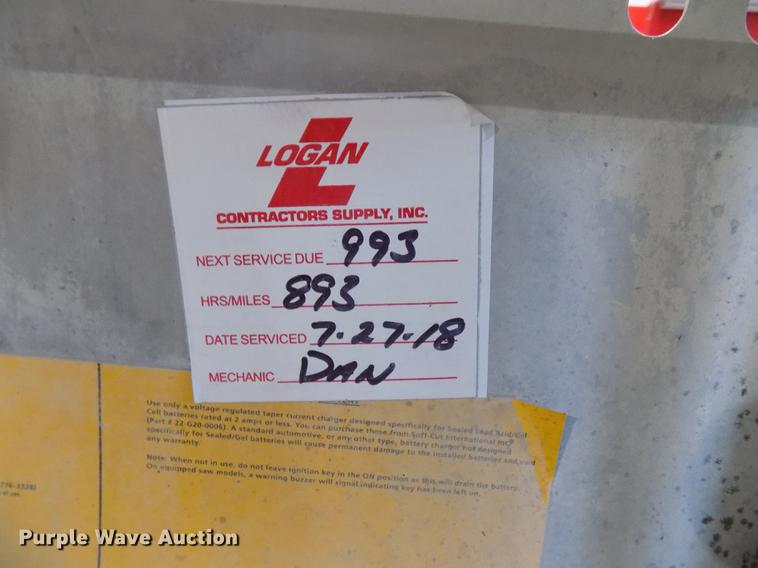 LOGAN
CONTRACTORS SUPPLY, INC.
NEXT SERVICE DUE 993
HRS/MILES 893
DATE SERVICED 7-27-18
MECHANIC DAN
Use only a voltage regulated taper current charger designed specifically for Sealed Lead Acid/Gel
Cell batteries rated at 2 amps or less. You can purchase those from Soft-Cut International Inc
(Part # 22-G20-0006). A standard automotive, or any other type, battery charger not designed
specifically for Sealed/Gel batteries will cause permanent damage to the installed batteries and void
any warranty.
Note: When not in use, do not leave ignition key in the ON position as this will drain the battery.
On equipped saw models, a warning buzzer will signal indicating key has been left on.
776-3328)
Purple Wave Auction